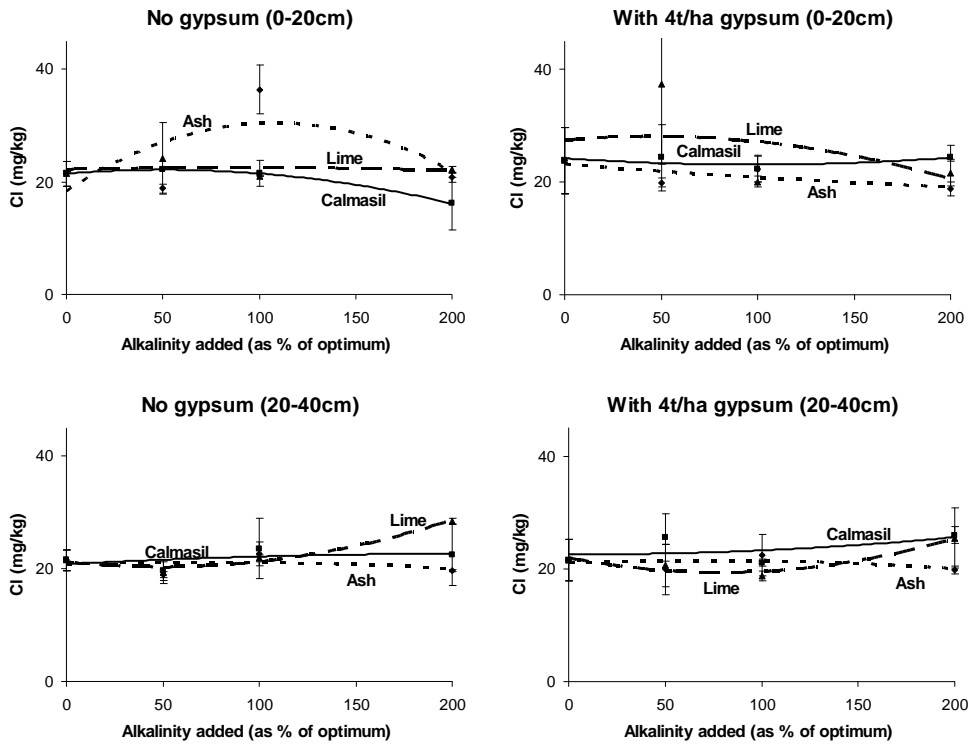 No gypsum (0-20cm)
Cl (mg/kg)
40
20
0
Ash
Lime
Calmasil
0 50 100 150 200
Alkalinity added (as % of optimum)
With 4t/ha gypsum (0-20cm)
Cl (mg/kg)
40
20
0
Lime
Calmasil
Ash
0 50 100 150 200
Alkalinity added (as % of optimum)
No gypsum (20-40cm)
Cl (mg/kg)
40
20
0
Lime
Calmasil
Ash
0 50 100 150 200
Alkalinity added (as % of optimum)
With 4t/ha gypsum (20-40cm)
Cl (mg/kg)
40
20
0
Calmasil
Lime
Ash
0 50 100 150 200
Alkalinity added (as % of optimum)